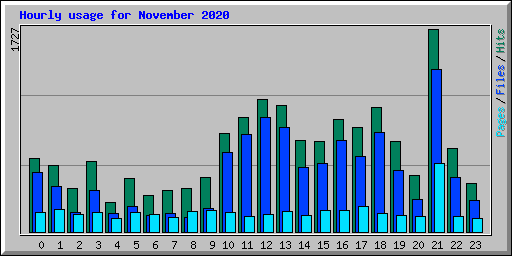 Hourly usage for November 2020
1727
Pages/Files/Hits
0 1 2 3 4 5 6 7 8 9 10 11 12 13 14 15 16 17 18 19 20 21 22 23